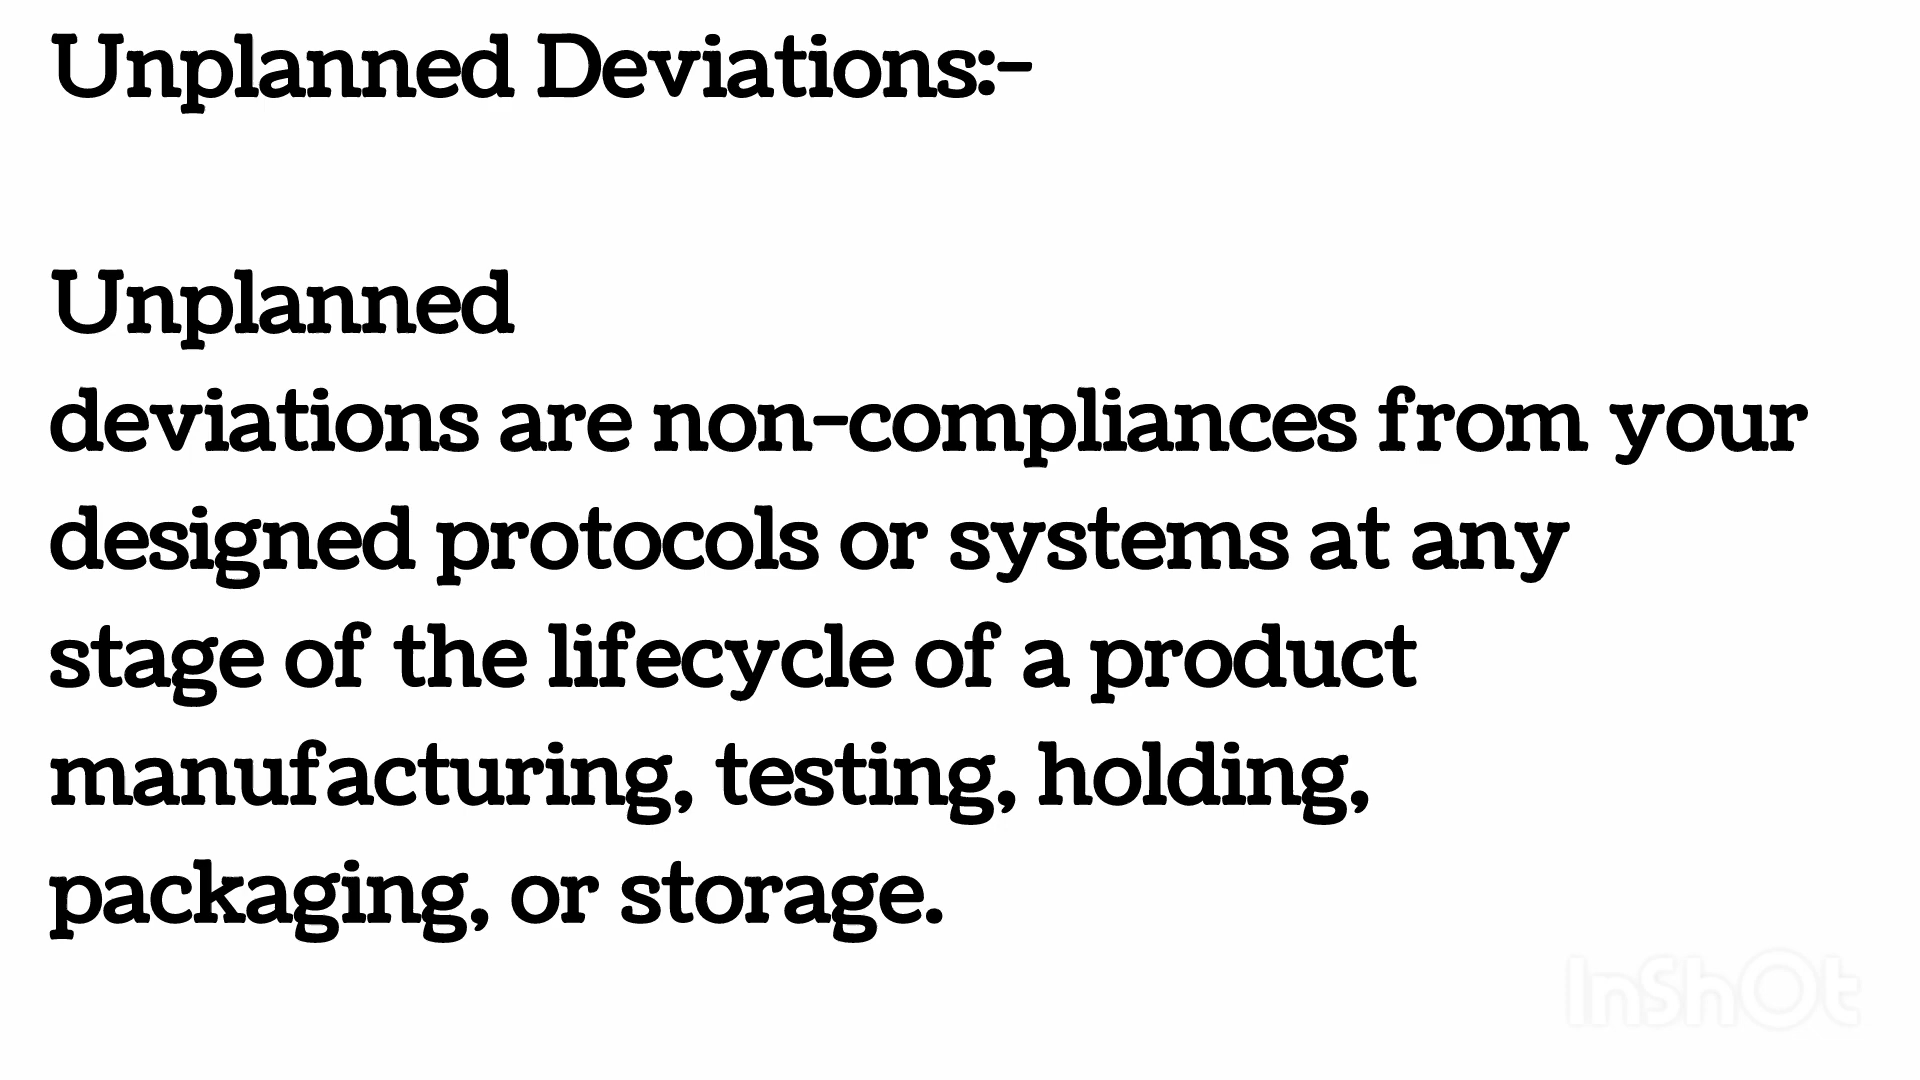 Unplanned Deviations:-
Unplanned
deviations are non-compliances from your
designed protocols or systems at any
stage of the lifecycle of a product
manufacturing, testing, holding,
packaging, or storage.
InShOt